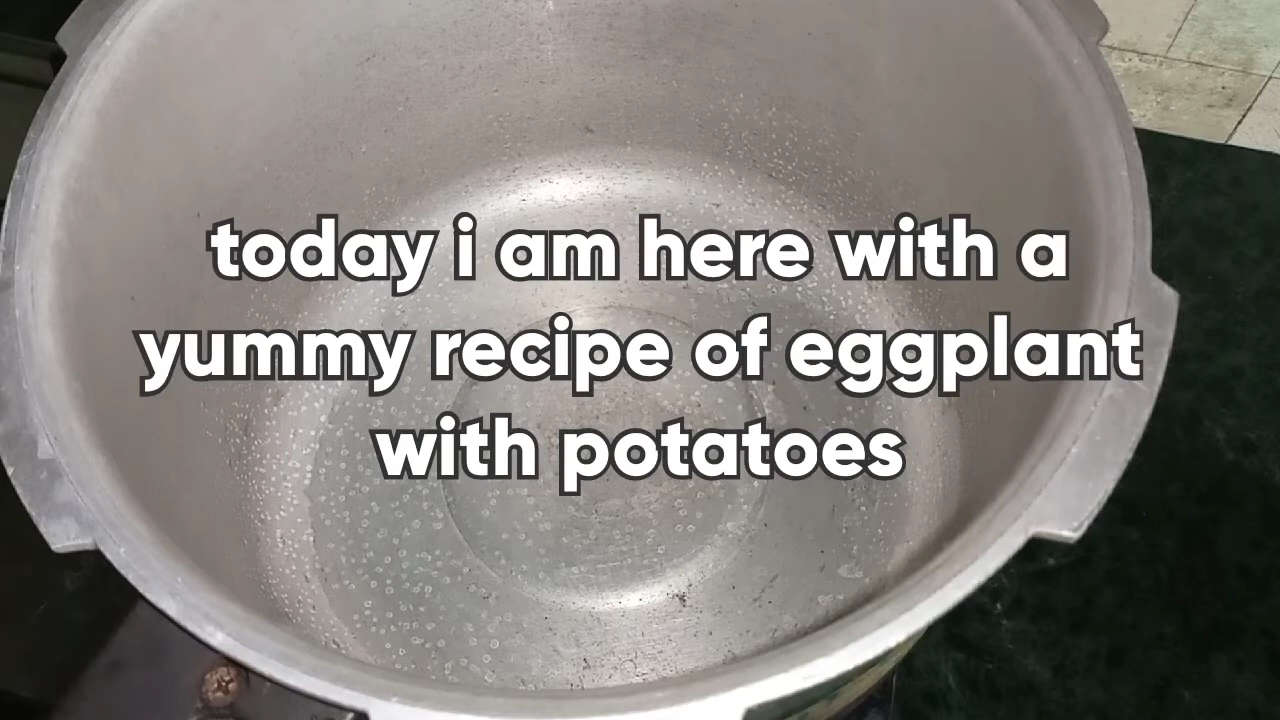 today i am here with a
yummy recipe of eggplant
with potatoes